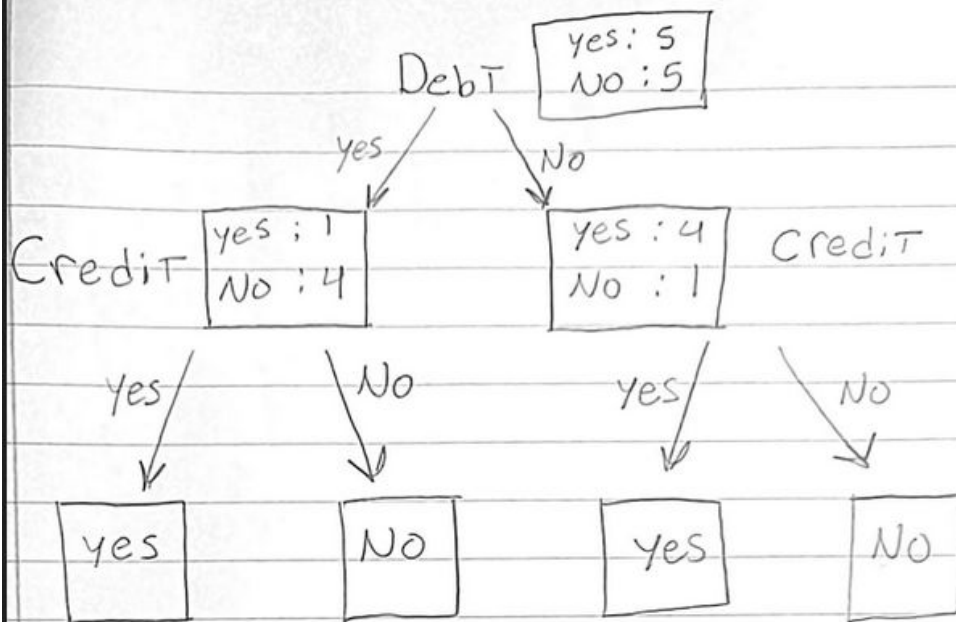 Debt
yes: 5
No: 5
yes
No
Credit
yes: 1
No: 4
yes: 4
No: 1
Credit
yes
No
yes
No
yes
No
yes
No